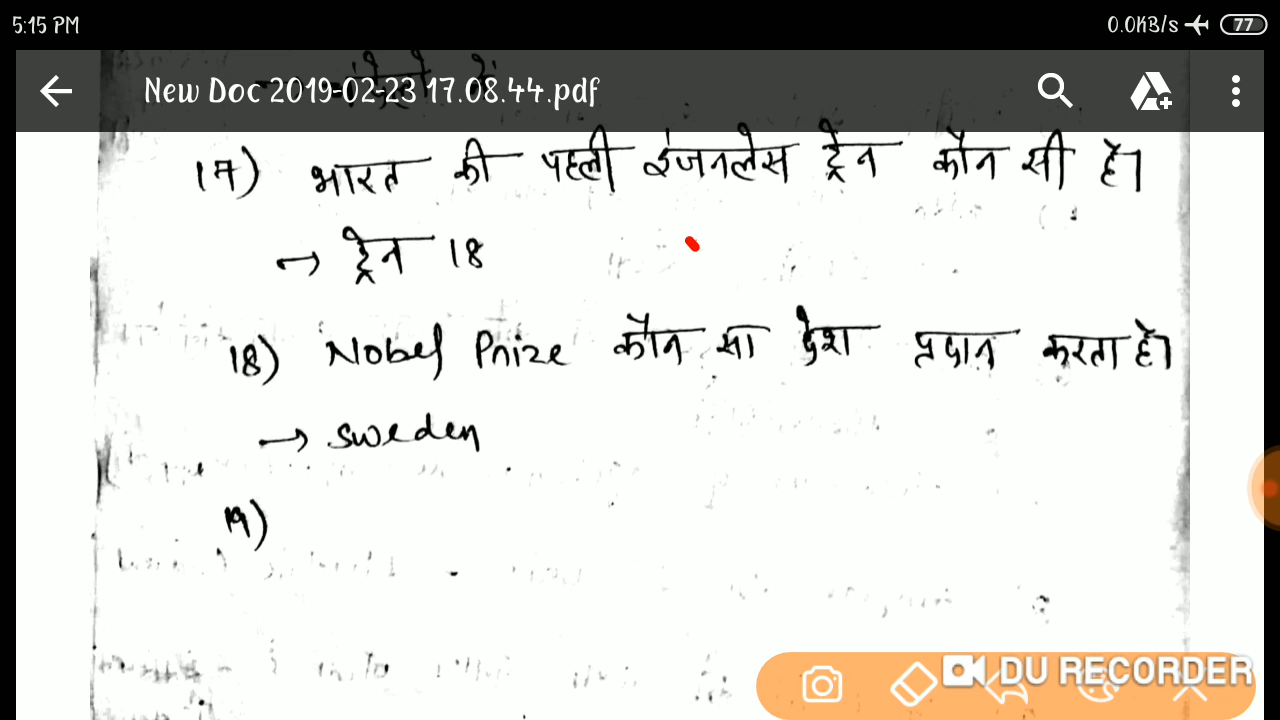 5:15 PM 0.0KB/s 77
New Doc 2019-02-23 17.08.44.pdf
17) भारत की पहली इंजनलेस ट्रेन कौन सी है।
→ ट्रेन 18
18) Nobel Prize कौन सा देश प्रदान करता है।
→ Sweden
19)
DU RECORDER